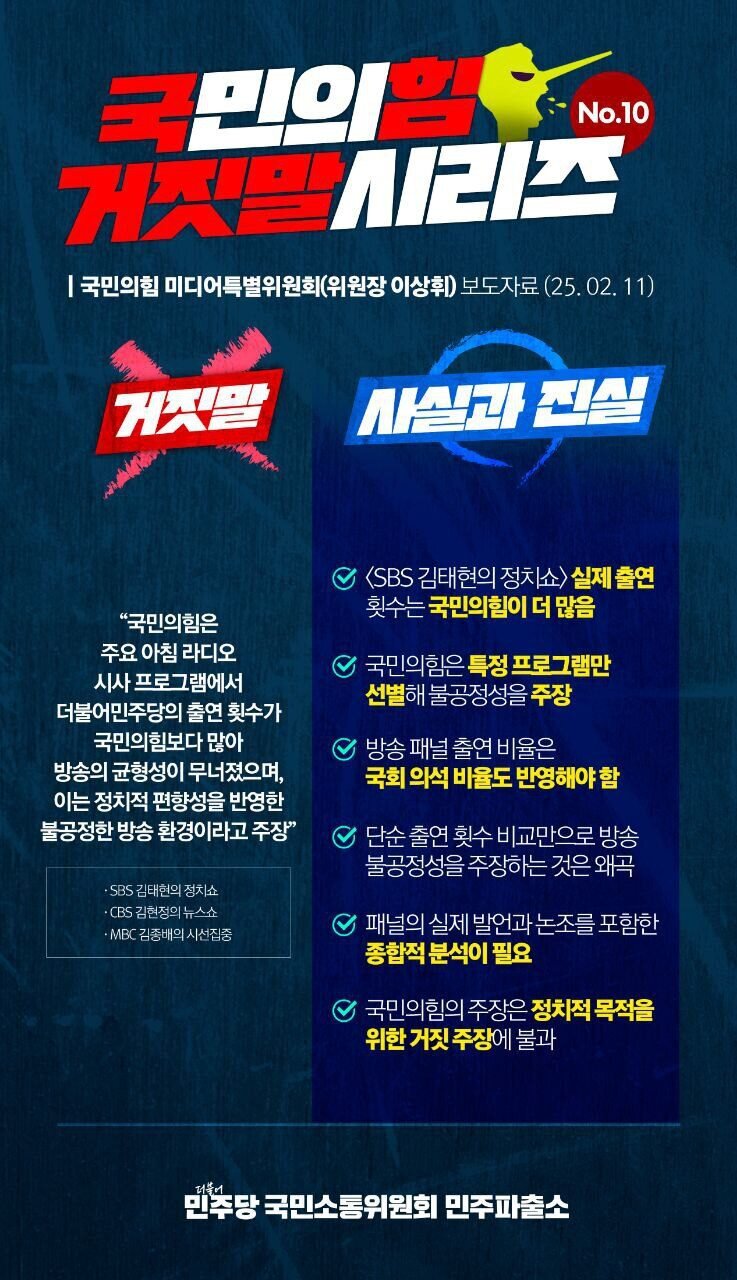 국민의힘
No.10
거짓말시리즈
| 국민의힘 미디어특별위원회(위원장 이상휘) 보도자료 (25. 02. 11)
거짓말
사실과 진실
“국민의힘은
주요 아침 라디오
시사 프로그램에서
더불어민주당의 출연 횟수가
국민의힘보다 많아
방송의 균형성이 무너졌으며,
이는 정치적 편향성을 반영한
불공정한 방송 환경이라고 주장”
· SBS 김태현의 정치쇼
· CBS 김현정의 뉴스쇼
· MBC 김종배의 시선집중
〈SBS 김태현의 정치쇼〉 실제 출연
횟수는 국민의힘이 더 많음
국민의힘은 특정 프로그램만
선별해 불공정성을 주장
방송 패널 출연 비율은
국회 의석 비율도 반영해야 함
단순 출연 횟수 비교만으로 방송
불공정성을 주장하는 것은 왜곡
패널의 실제 발언과 논조를 포함한
종합적 분석이 필요
국민의힘의 주장은 정치적 목적을
위한 거짓 주장에 불과
더불어
민주당 국민소통위원회 민주파출소